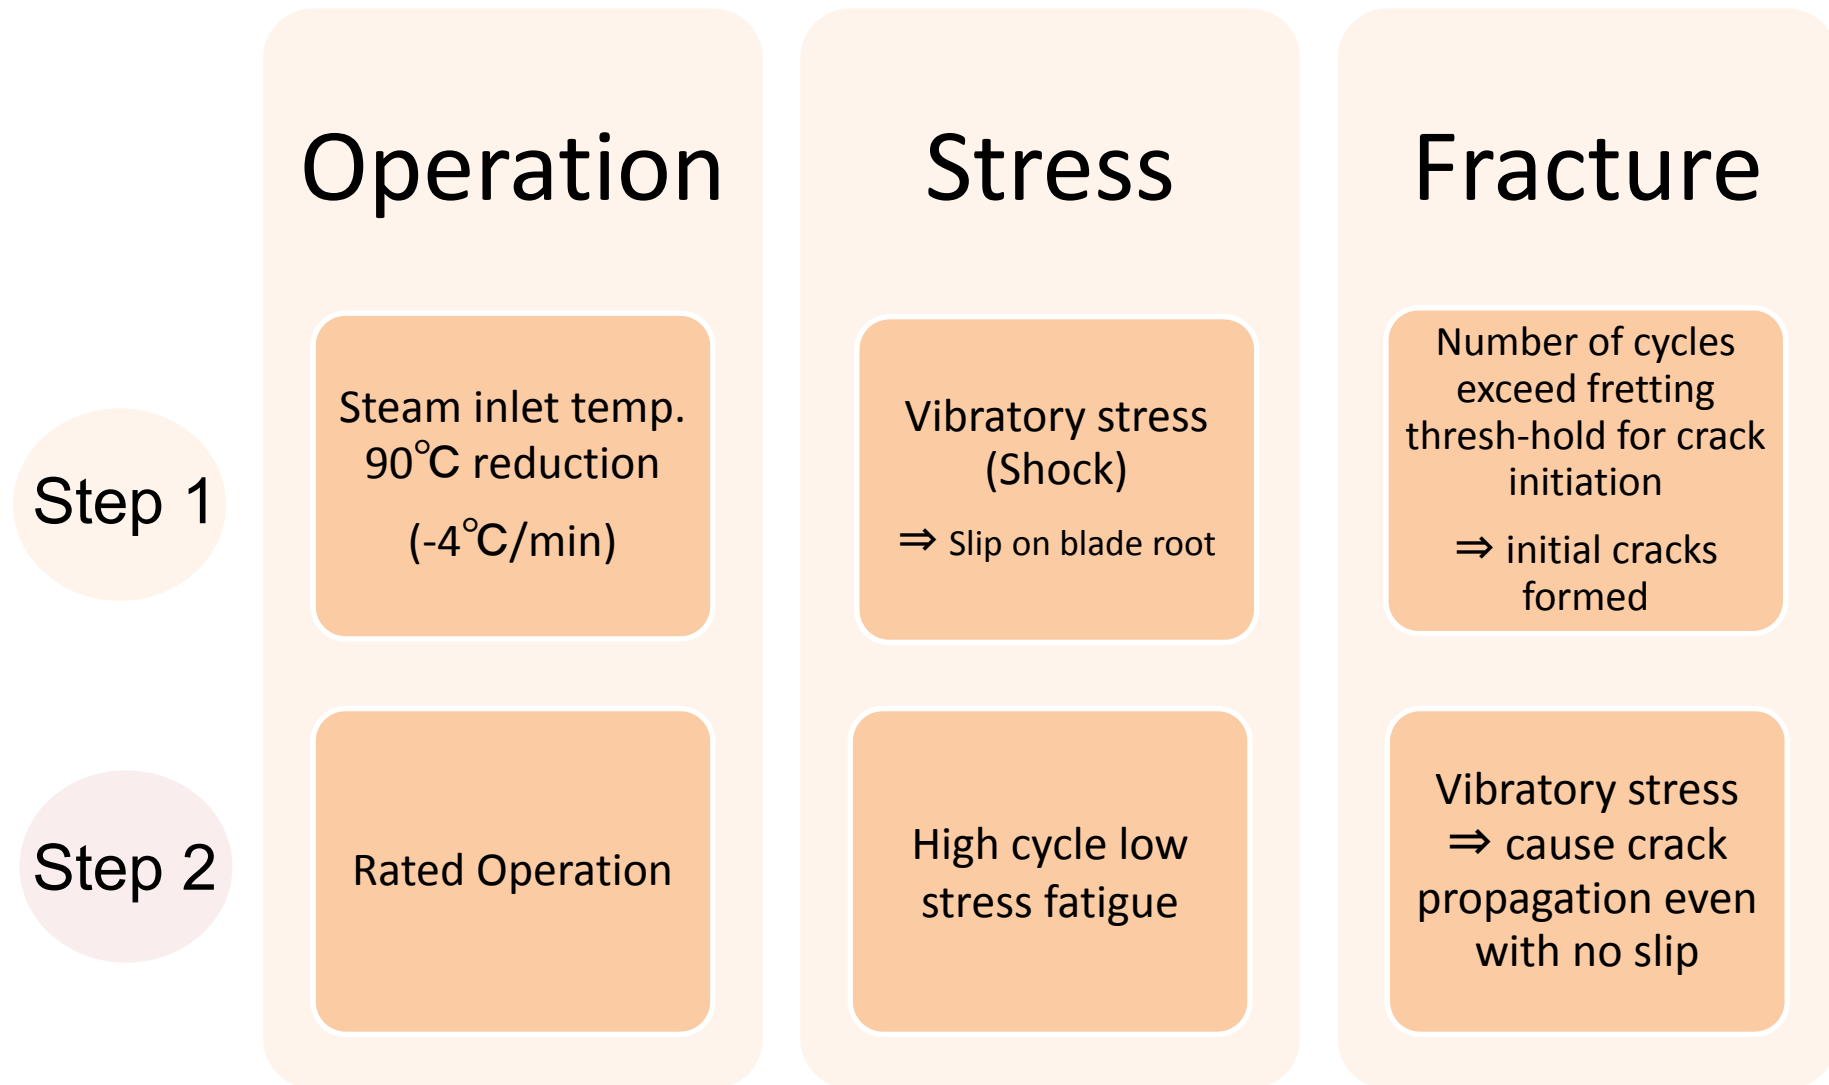 Operation
Stress
Fracture
Step 1
Steam inlet temp.
90℃ reduction
(-4℃/min)
Vibratory stress
(Shock)
⇒ Slip on blade root
Number of cycles
exceed fretting
thresh-hold for crack
initiation
⇒ initial cracks
formed
Step 2
Rated Operation
High cycle low
stress fatigue
Vibratory stress
⇒ cause crack
propagation even
with no slip